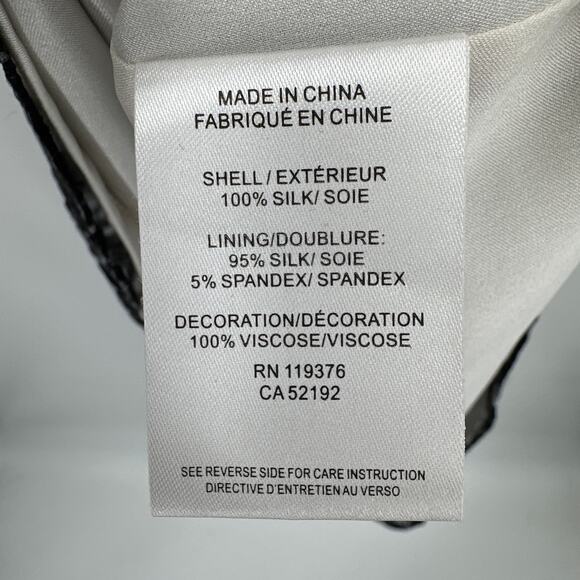 MADE IN CHINA
FABRIQUÉ EN CHINE
SHELL/EXTÉRIEUR
100% SILK/ SOIE
LINING/DOUBLURE:
95% SILK/ SOIE
5% SPANDEX/ SPANDEX
DECORATION/DÉCORATION
100% VISCOSE/VISCOSE
RN 119376
CA 52192
SEE REVERSE SIDE FOR CARE INSTRUCTION
DIRECTIVE D'ENTRETIEN AU VERSO